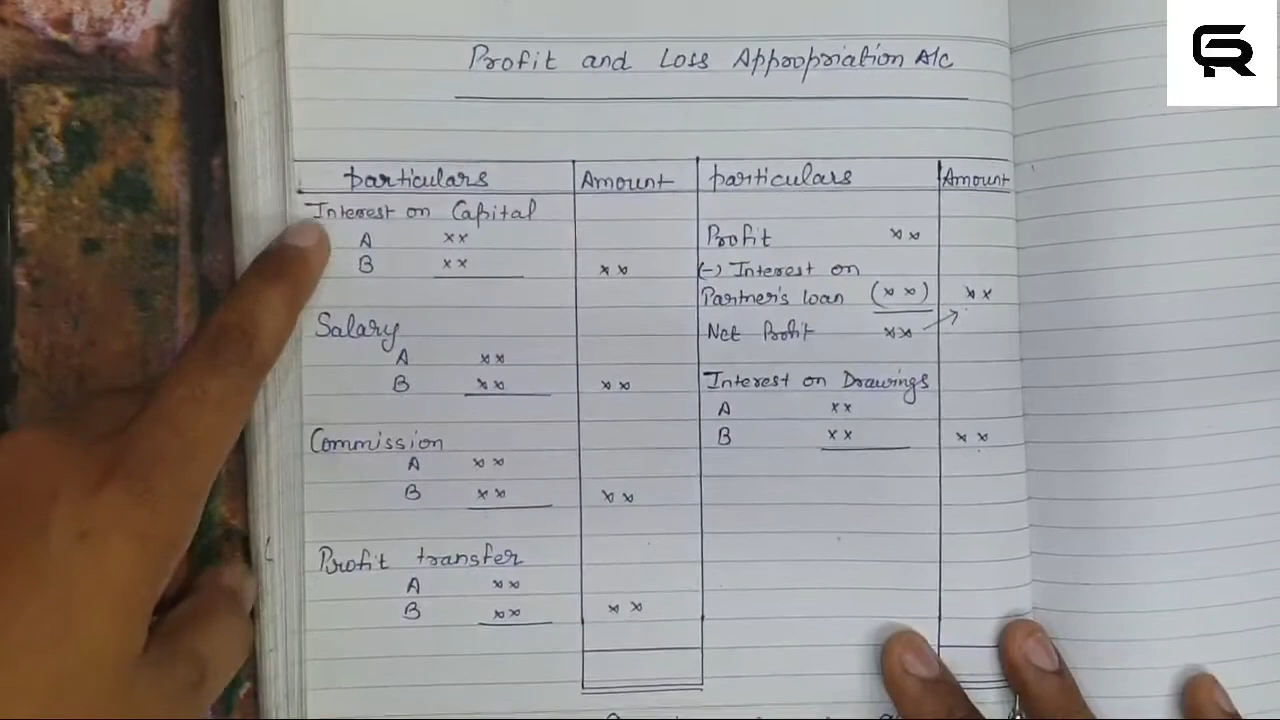 Profit and Loss Appropriation A/c
particulars Amount particulars Amount
Interest on Capital
A xx
B xx xx
Salary
A xx
B xx xx
Commission
A xx
B xx xx
Profit transfer
A xx
B xx xx
Profit xx
(-) Interest on
Partner's loan (xx) xx
Net Profit xx
Interest on Drawings
A xx
B xx xx